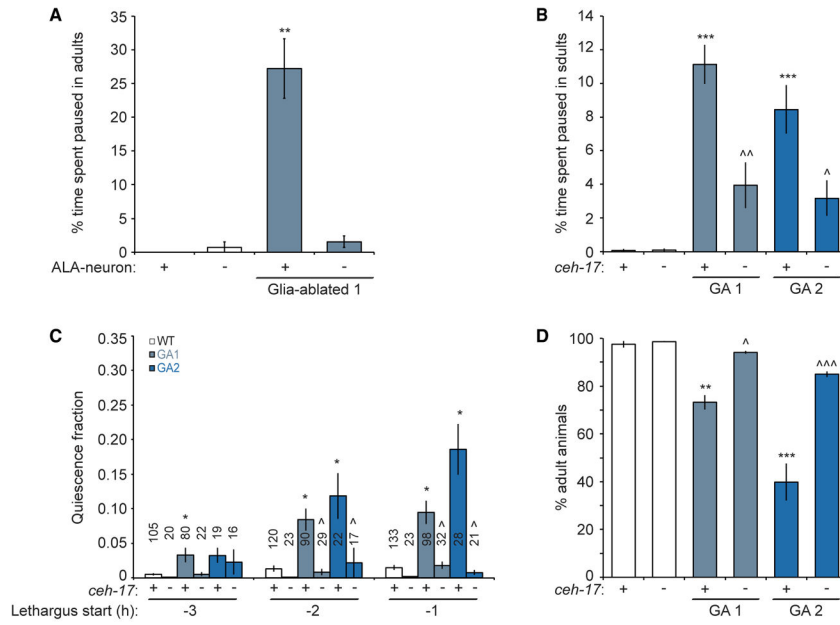 A
% time spent paused in adults
35
30
25
20
15
10
5
0
**
ALA-neuron: + - + -
Glia-ablated 1
B
% time spent paused in sdults
14
12
10
8
6
4
2
0
***
^^
***
^
ceh-17: + - + - + -
GA 1 GA 2
C
Quiescence fraction
0.35
0.30
0.25
0.20
0.15
0.10
0.05
0
WT
GA1
GA2
105 20 80 * 22 19 16
120 23 90 * 29 ^ 22 * 17 ^
133 23 98 * 32 ^ 28 * 21 ^
ceh-17: + - + - + - + - + - + - + - + - + -
Lethargus start (h): -3 -2 -1
D
% adult animals
100
80
60
40
20
0
**
^
***
^^^
ceh-17: + - + - + -
GA 1 GA 2